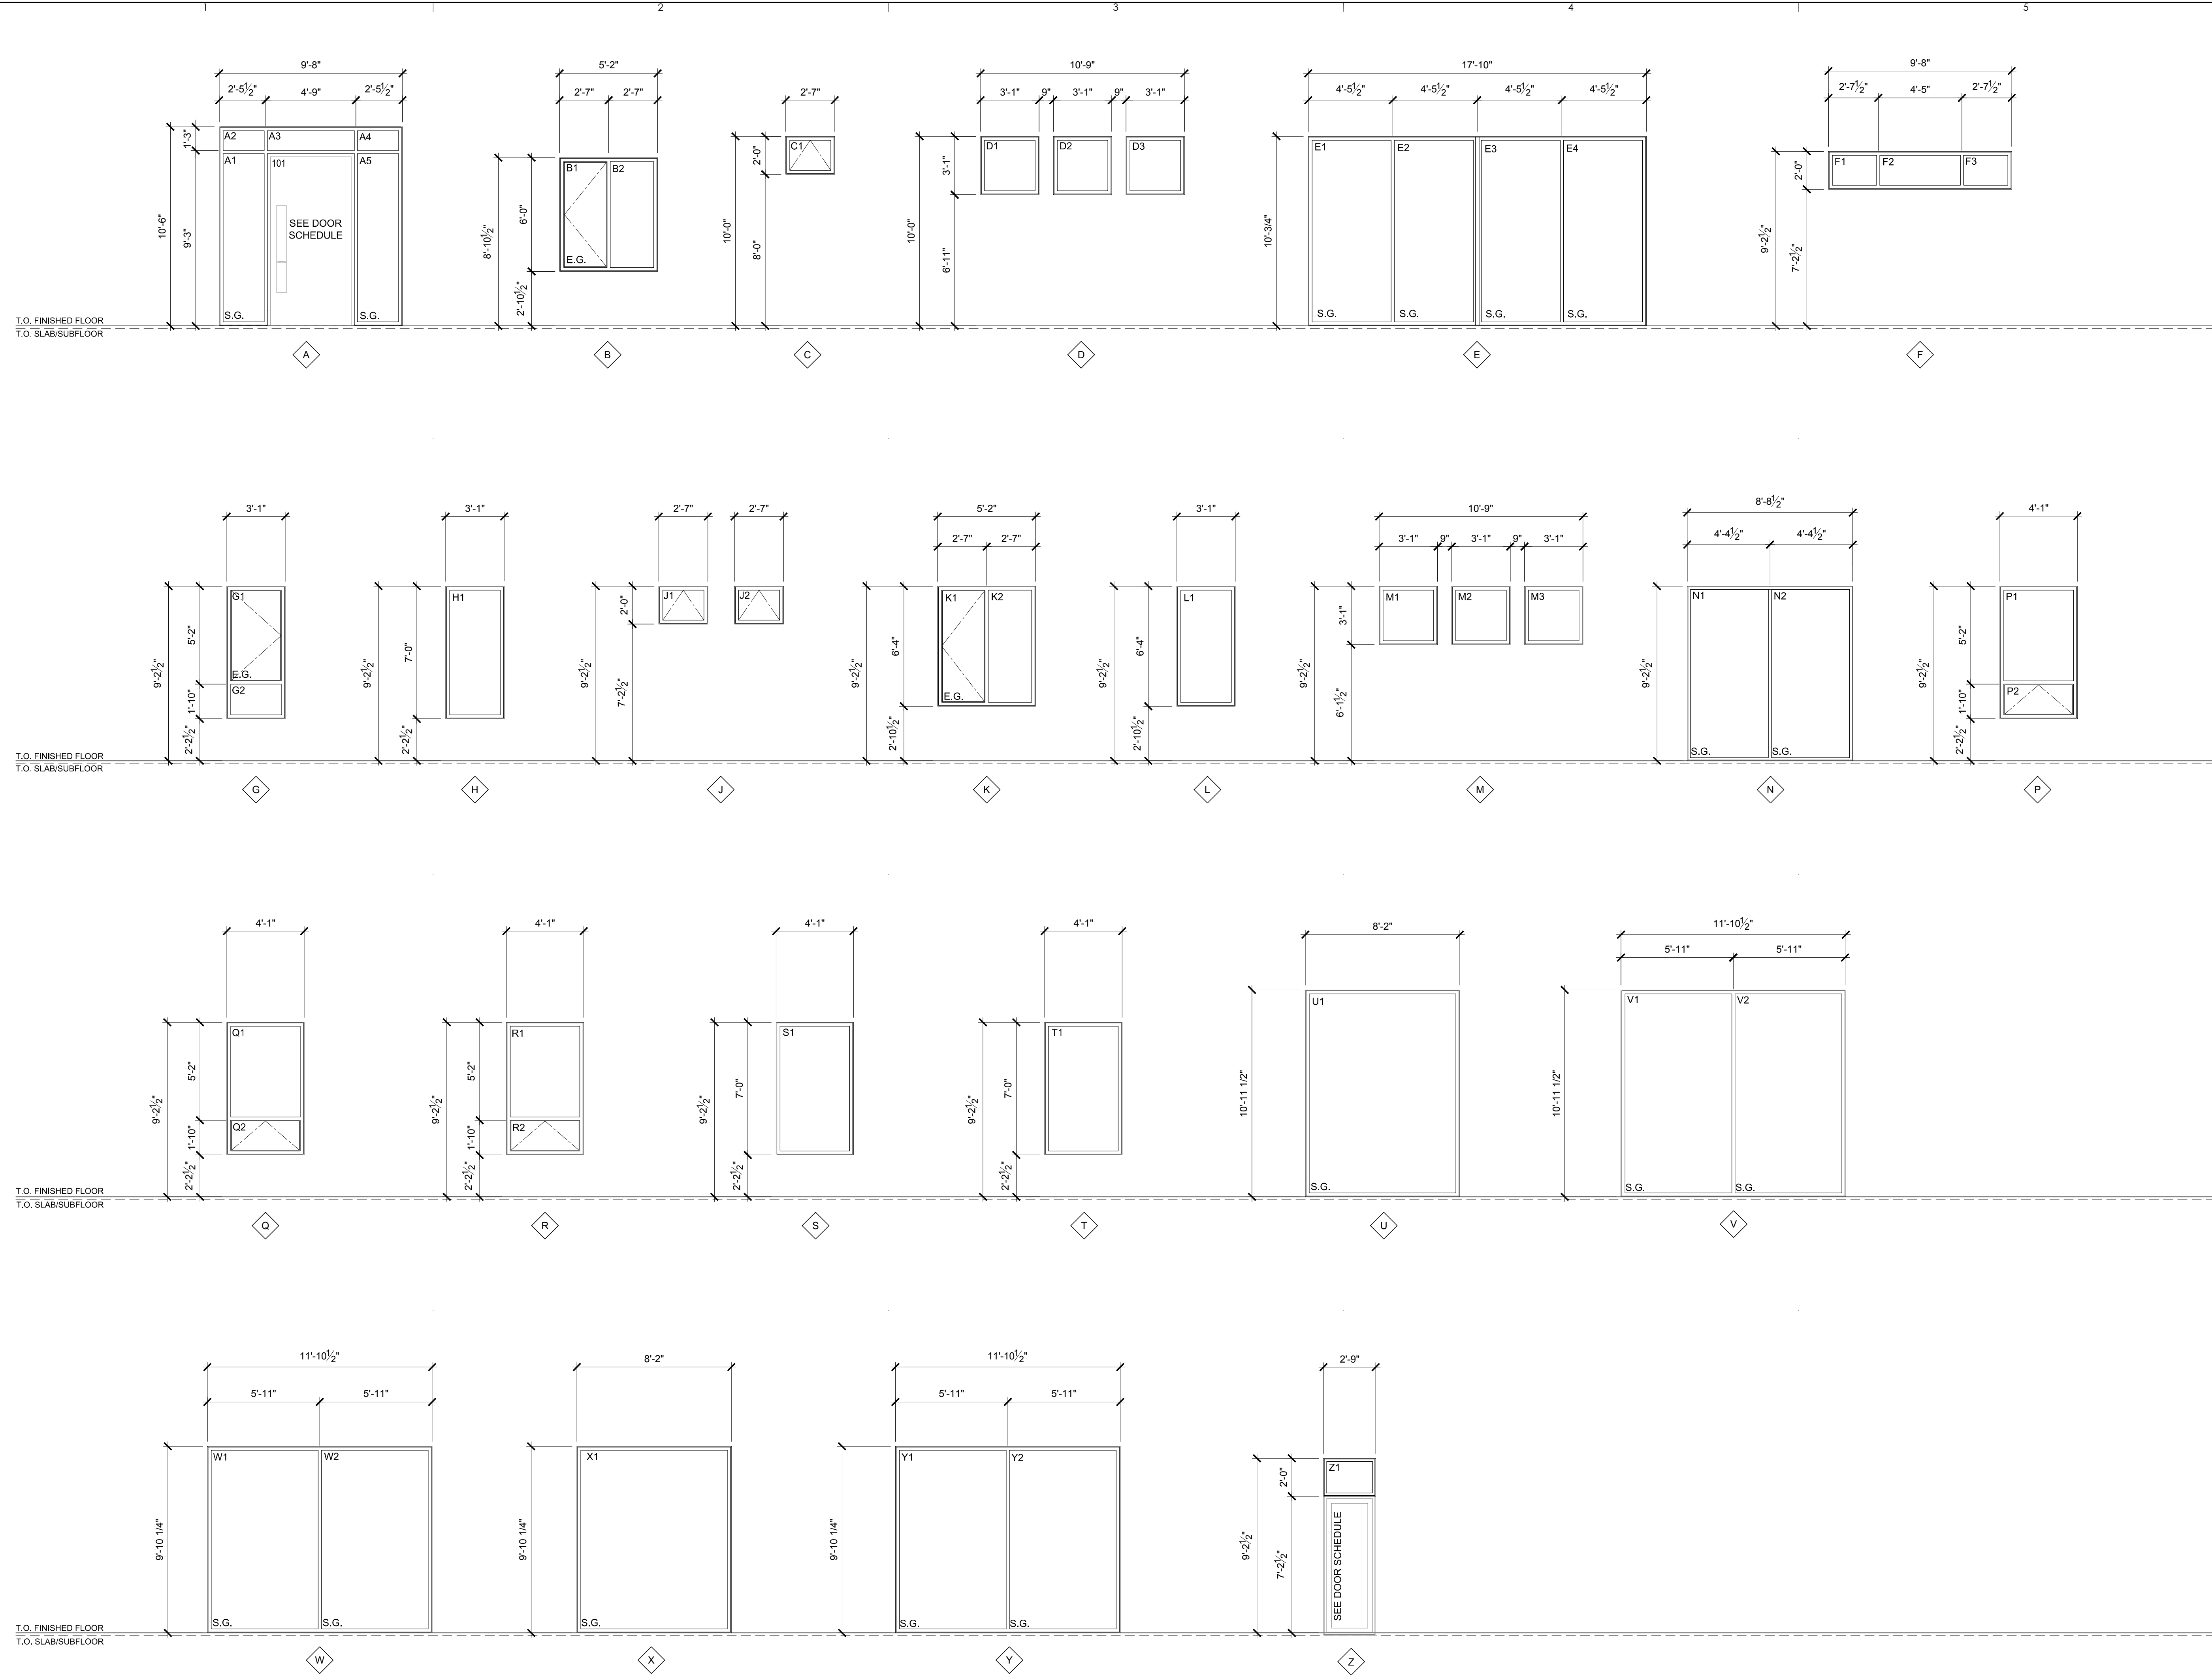 1 2 3 4 5
9'-8"
2'-5½" 4'-9" 2'-5½"
1'-3"
10'-6"
9'-3"
A2 A3 A4
A1 101 A5
SEE DOOR
SCHEDULE
S.G. S.G.
A
5'-2"
2'-7" 2'-7"
8'-10½"
6'-0"
2'-10½"
B1 B2
E.G.
B
2'-7"
2'-0"
10'-0"
8'-0"
C1
C
10'-9"
3'-1" 9" 3'-1" 9" 3'-1"
3'-1"
10'-0"
6'-11"
D1 D2 D3
D
17'-10"
4'-5½" 4'-5½" 4'-5½" 4'-5½"
10'-3/4"
E1 E2 E3 E4
S.G. S.G. S.G. S.G.
E
9'-8"
2'-7½" 4'-5" 2'-7½"
2'-0"
9'-2½"
7'-2½"
F1 F2 F3
F
T.O. FINISHED FLOOR
T.O. SLAB/SUBFLOOR
3'-1"
9'-2½"
5'-2"
1'-10"
2'-2½"
G1
E.G.
G2
G
3'-1"
9'-2½"
7'-0"
2'-2½"
H1
H
2'-7" 2'-7"
2'-0"
9'-2½"
7'-2½"
J1 J2
J
5'-2"
2'-7" 2'-7"
9'-2½"
6'-4"
2'-10½"
K1 K2
E.G.
K
3'-1"
9'-2½"
6'-4"
2'-10½"
L1
L
10'-9"
3'-1" 9" 3'-1" 9" 3'-1"
3'-1"
9'-2½"
6'-1½"
M1 M2 M3
M
8'-8½"
4'-4½" 4'-4½"
9'-2½"
N1 N2
S.G. S.G.
N
4'-1"
9'-2½"
5'-2"
1'-10"
2'-2½"
P1
P2
P
T.O. FINISHED FLOOR
T.O. SLAB/SUBFLOOR
4'-1"
9'-2½"
5'-2"
1'-10"
2'-2½"
Q1
Q2
Q
4'-1"
9'-2½"
5'-2"
1'-10"
2'-2½"
R1
R2
R
4'-1"
9'-2½"
7'-0"
2'-2½"
S1
S
4'-1"
9'-2½"
7'-0"
2'-2½"
T1
T
8'-2"
10'-11 1/2"
U1
S.G.
U
11'-10½"
5'-11" 5'-11"
10'-11 1/2"
V1 V2
S.G. S.G.
V
T.O. FINISHED FLOOR
T.O. SLAB/SUBFLOOR
11'-10½"
5'-11" 5'-11"
9'-10 1/4"
W1 W2
S.G. S.G.
W
8'-2"
9'-10 1/4"
X1
S.G.
X
11'-10½"
5'-11" 5'-11"
9'-10 1/4"
Y1 Y2
S.G. S.G.
Y
2'-9"
2'-0"
9'-2½"
7'-2½"
Z1
SEE DOOR SCHEDULE
Z
T.O. FINISHED FLOOR
T.O. SLAB/SUBFLOOR